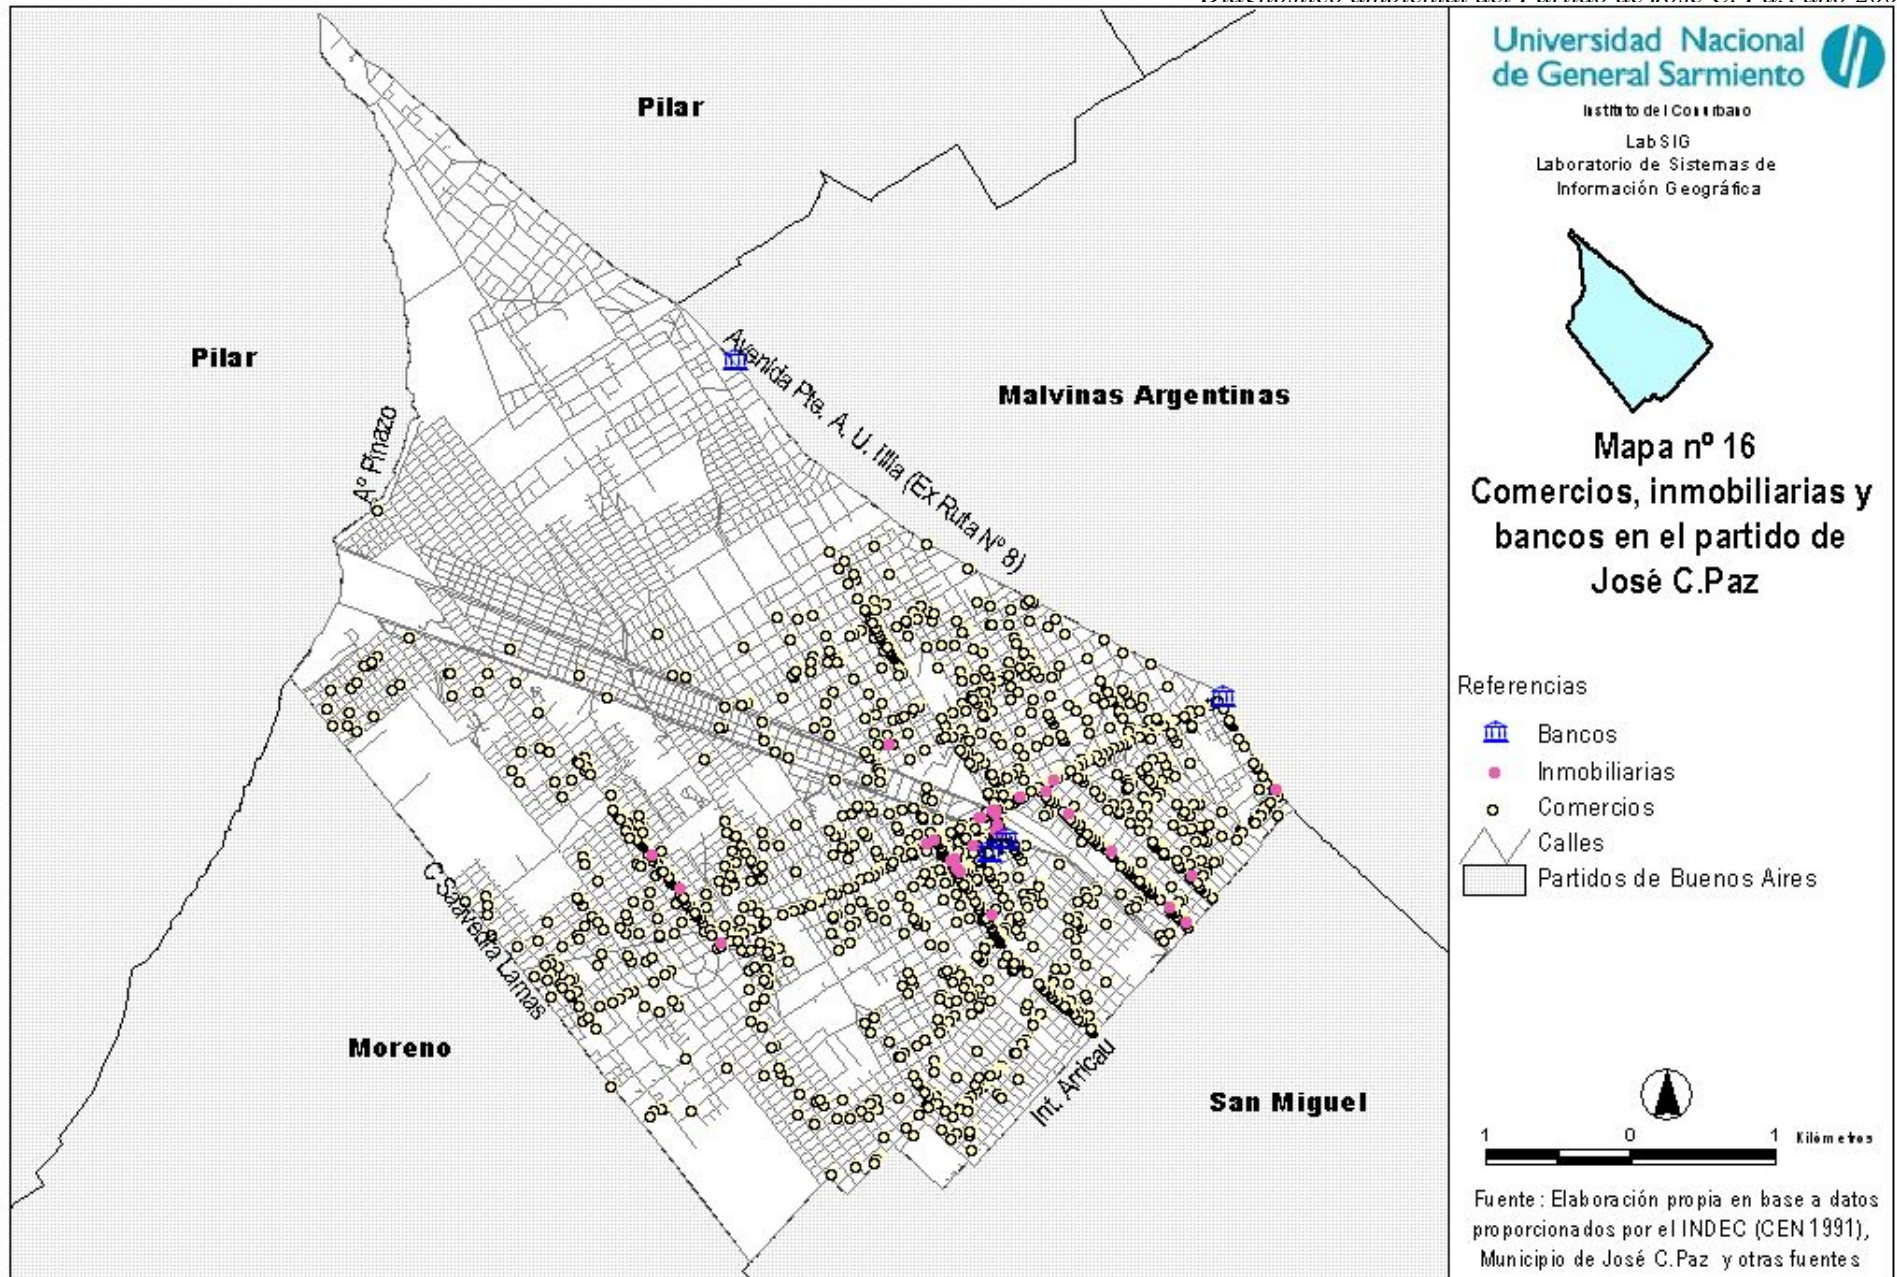 Pilar
Pilar
Malvinas Argentinas
Moreno
San Miguel
Aº Pinazo
Avenida Pte. A. U. Illia (Ex Ruta Nº 8)
C Saavedra Lamas
Int. Arricau
Universidad Nacional
de General Sarmiento
Instituto del Conurbano
LabSIG
Laboratorio de Sistemas de
Información Geográfica
Mapa nº 16
Comercios, inmobiliarias y
bancos en el partido de
José C.Paz
Referencias
Bancos
Inmobiliarias
Comercios
Calles
Partidos de Buenos Aires
1 0 1 Kilómetros
Fuente: Elaboración propia en base a datos
proporcionados por el INDEC (CEN 1991),
Municipio de José C.Paz y otras fuentes